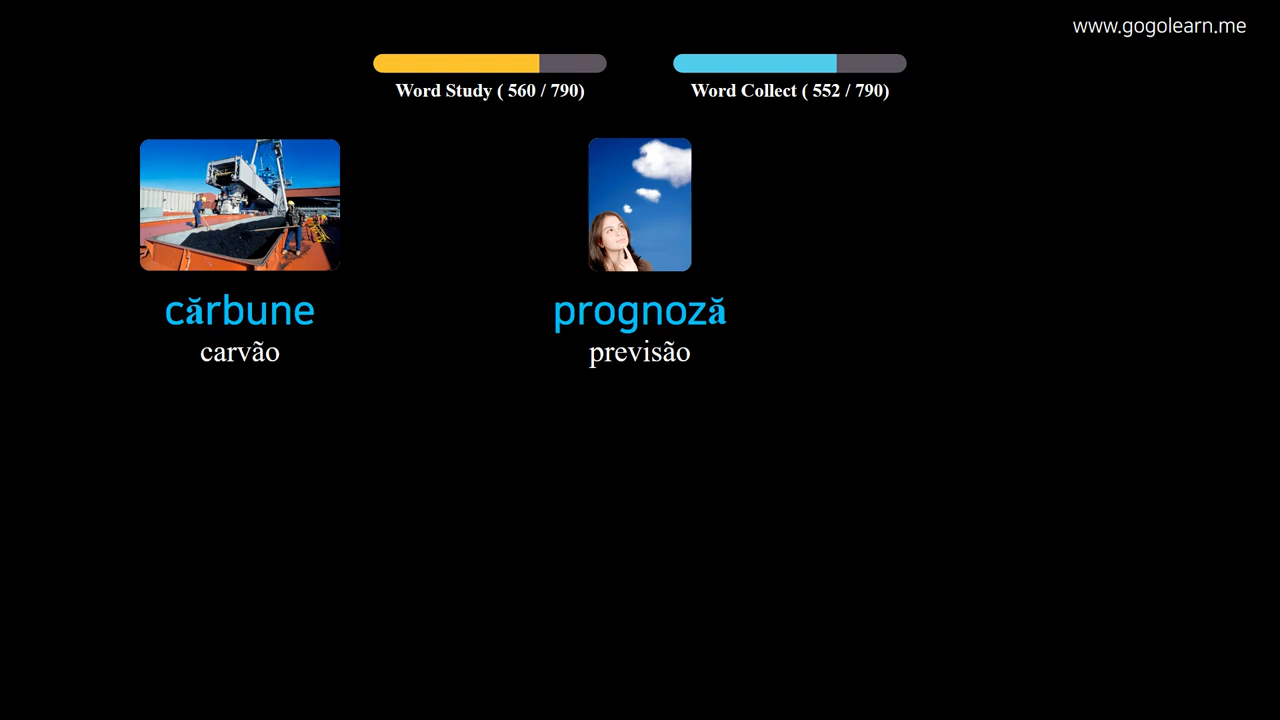 www.gogolearn.me
Word Study ( 560 / 790)
Word Collect ( 552 / 790)
cărbune
carvão
prognoză
previsão